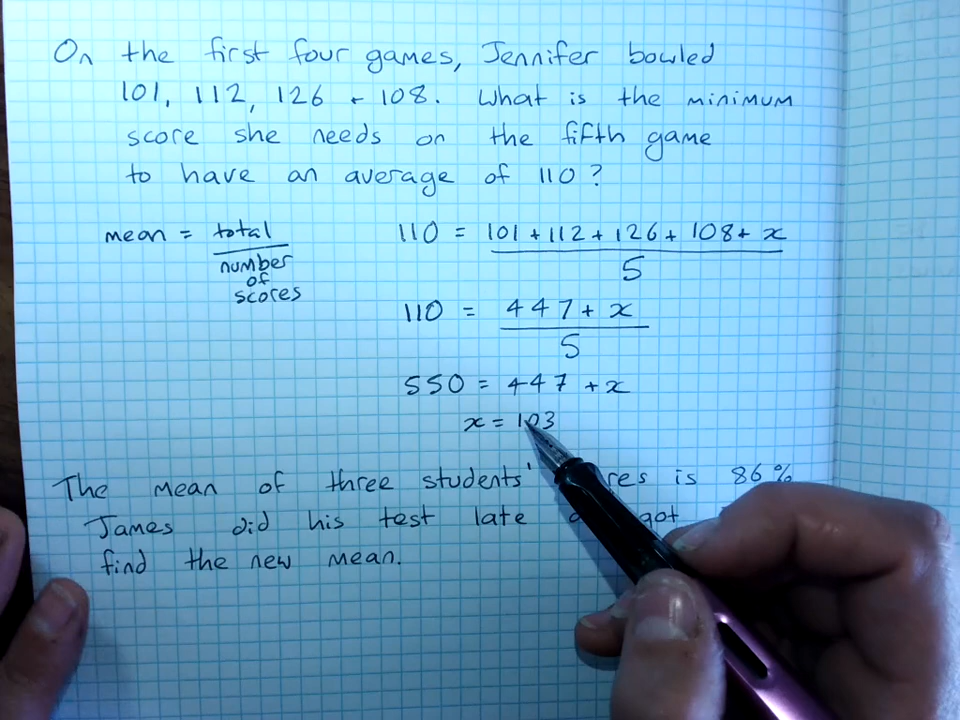 On the first four games, Jennifer bowled
101, 112, 126 + 108. What is the minimum
score she needs on the fifth game
to have an average of 110?
mean = total / number of scores
110 = 101 + 112 + 126 + 108 + x / 5
110 = 447 + x / 5
550 = 447 + x
x = 103
The mean of three students' is 86%
James did his test late got
find the new mean.